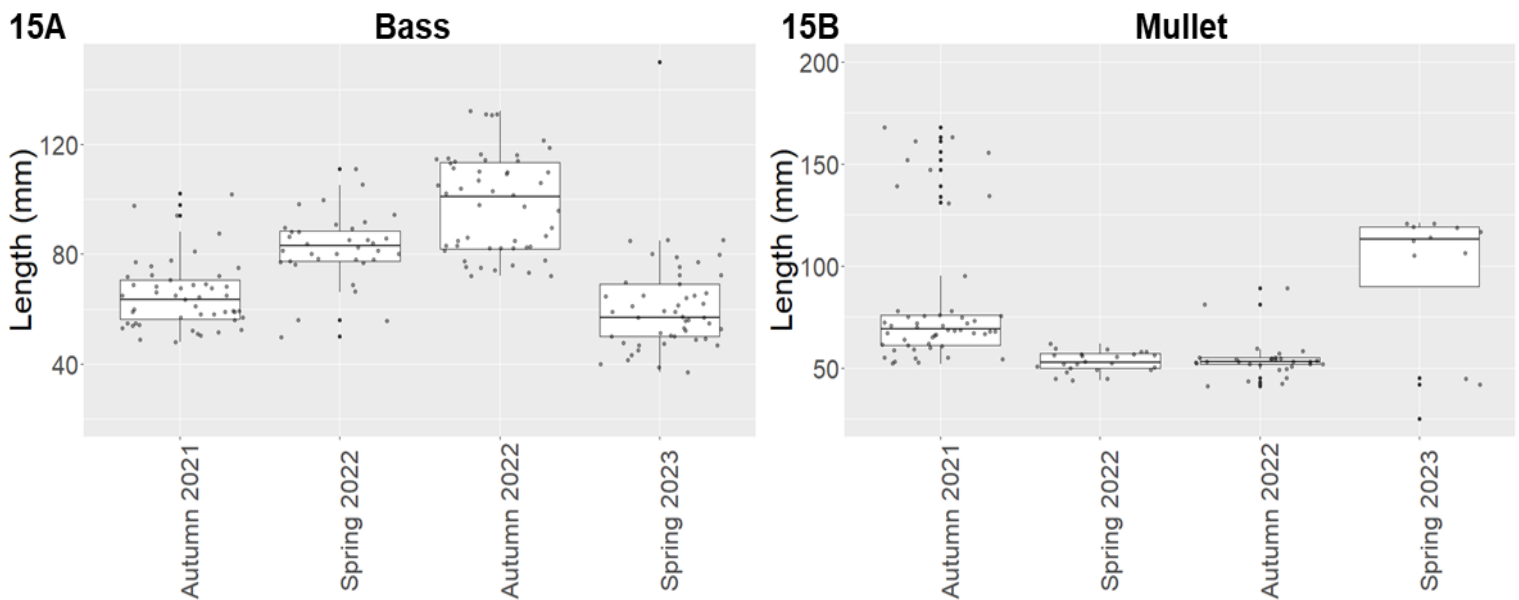 15A
Bass
Length (mm)
120
80
40
Autumn 2021
Spring 2022
Autumn 2022
Spring 2023
15B
Mullet
Length (mm)
200
150
100
50
Autumn 2021
Spring 2022
Autumn 2022
Spring 2023